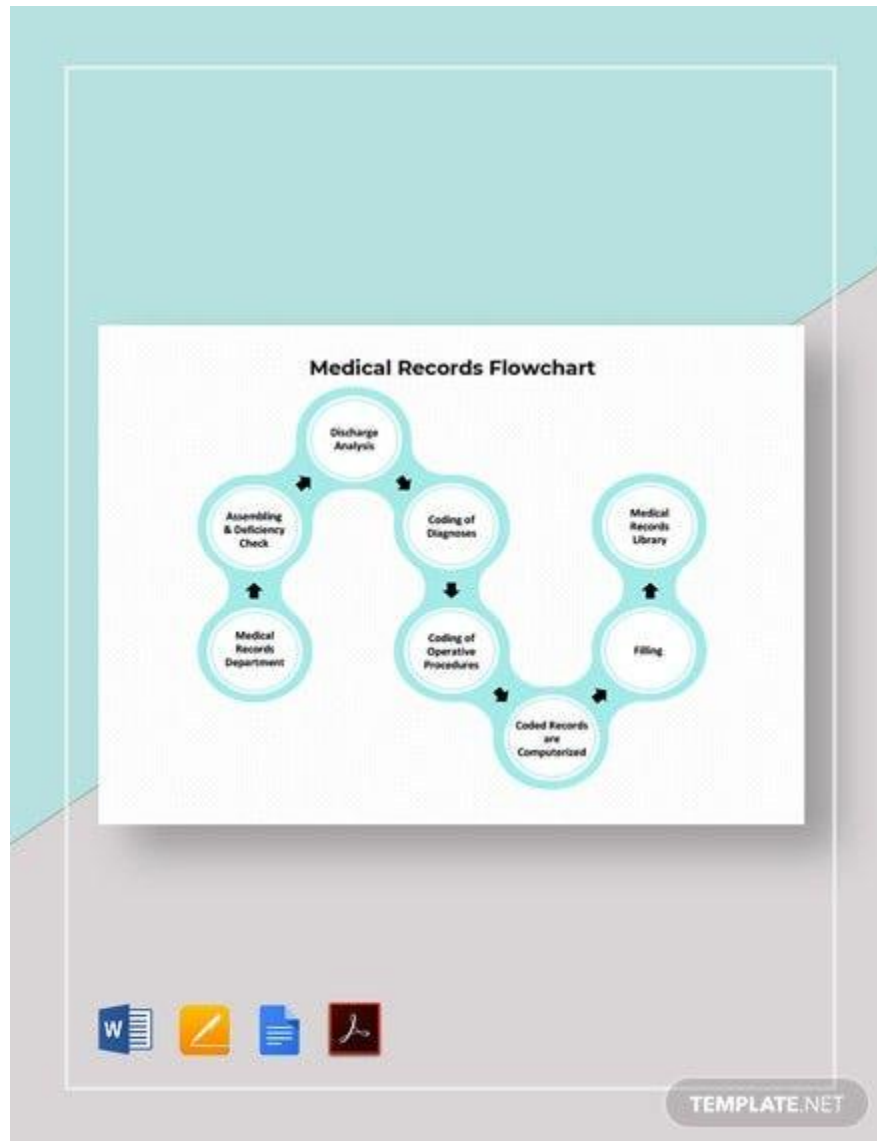 Medical Records Flowchart
Medical
Records
Department
Assembling
& Deficiency
Check
Discharge
Analysis
Coding of
Diagnoses
Coding of
Operative
Procedures
Coded Records
are
Computerized
Filling
Medical
Records
Library
W
TEMPLATE.NET